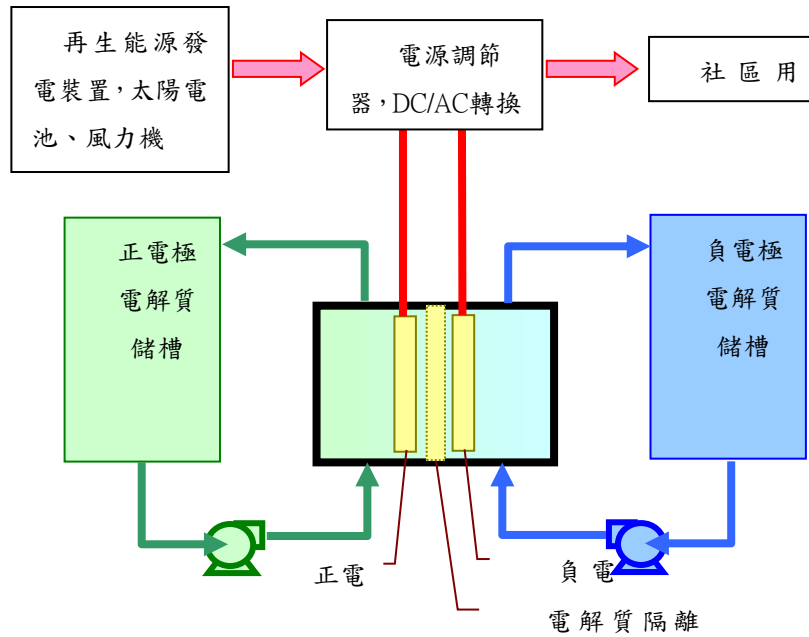 再生能源發
電裝置，太陽電
池、風力機
電源調節
器，DC/AC轉換
社區用
正電極
電解質
儲槽
負電極
電解質
儲槽
正電
負電
電解質隔離